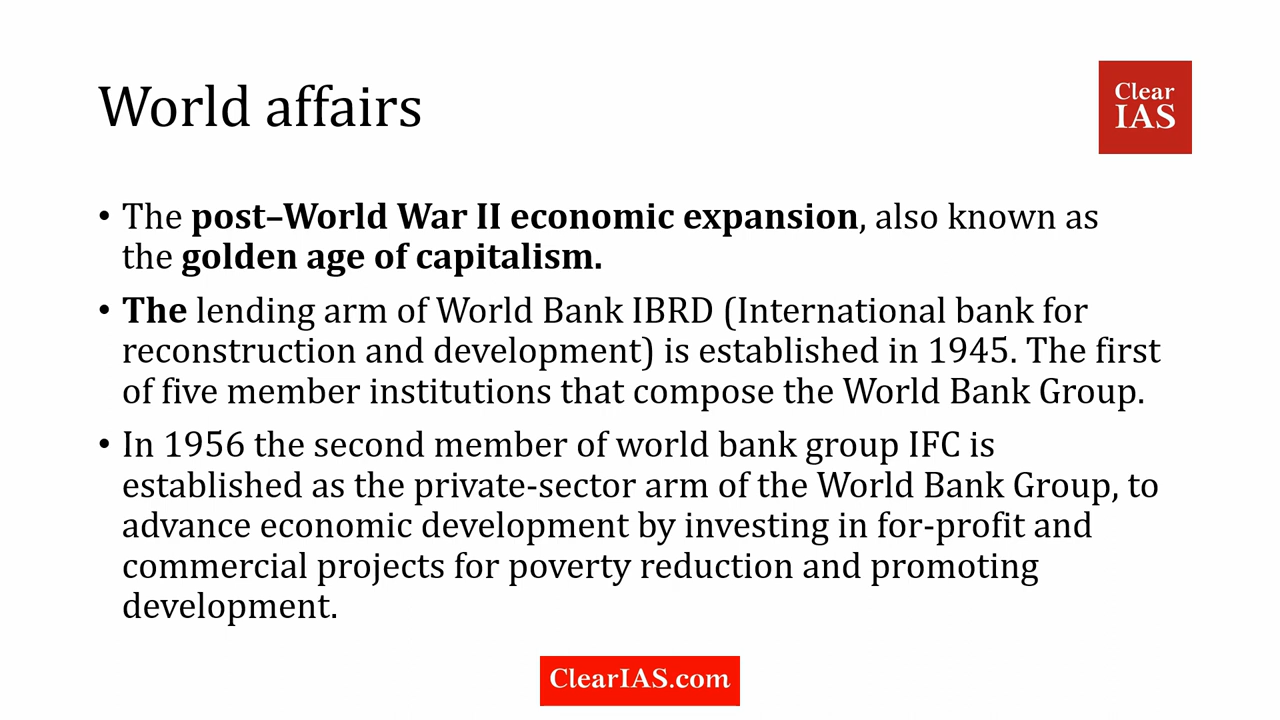 World affairs
Clear
IAS
• The post–World War II economic expansion, also known as
the golden age of capitalism.
• The lending arm of World Bank IBRD (International bank for
reconstruction and development) is established in 1945. The first
of five member institutions that compose the World Bank Group.
• In 1956 the second member of world bank group IFC is
established as the private-sector arm of the World Bank Group, to
advance economic development by investing in for-profit and
commercial projects for poverty reduction and promoting
development.
ClearIAS.com